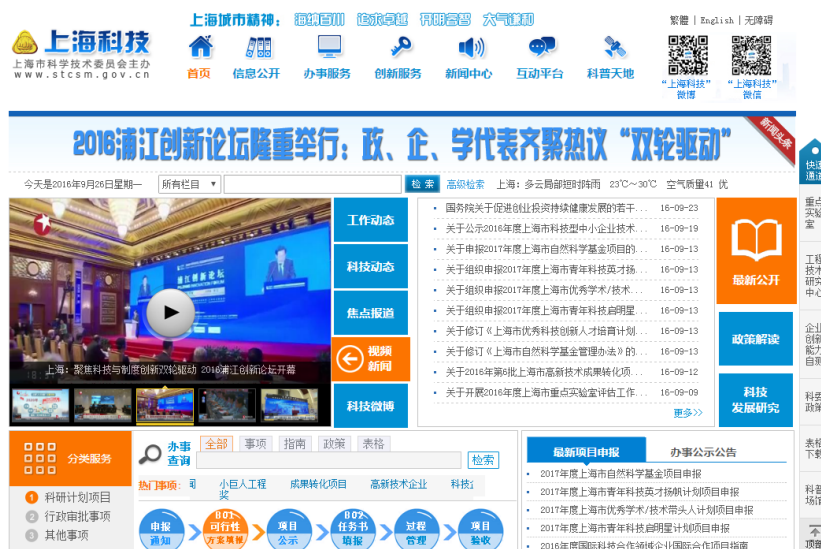 上海科技
上海市科学技术委员会主办
www.stcsm.gov.cn
上海城市精神: 海纳百川 追求卓越 开明睿智 大气谦和
繁體 | English | 无障碍
首页 信息公开 办事服务 创新服务 新闻中心 互动平台 科普天地
“上海科技”
微博
“上海科技”
微信
2016浦江创新论坛隆重举行：政、企、学代表齐聚热议“双轮驱动”
新闻头条
今天是2016年9月26日星期一 所有栏目 检 索 高级检索 上海: 多云局部短时阵雨 23℃～30℃ 空气质量41 优
浦江创新论坛
上海: 聚焦科技与制度创新双轮驱动 2016浦江创新论坛开幕
工作动态
科技动态
焦点报道
视频
新闻
科技微博
国务院关于促进创业投资持续健康发展的若干... 16-09-23
关于公示2016年度上海市科技型中小企业技术... 16-09-19
关于申报2017年度上海市自然科学基金项目的... 16-09-13
关于组织申报2017年度上海市青年科技英才扬... 16-09-13
关于组织申报2017年度上海市优秀学术/技术... 16-09-13
关于组织申报2017年度上海市青年科技启明星... 16-09-13
关于修订《上海市优秀科技创新人才培育计划... 16-09-13
关于修订《上海市自然科学基金管理办法》的... 16-09-13
关于2016年第6批上海市高新技术成果转化项... 16-09-12
关于开展2016年度上海市重点实验室评估工作... 16-09-09
更多>>
最新公开
政策解读
科技
发展研究
快速
通道
重点
实验
室
工程
技术
研究
中心
企业
创新
能力
自测
科委
政策
表格
下载
科普
场馆
顶部
分类服务
1 科研计划项目
2 行政审批事项
3 其他事项
办事
查询
全部 事项 指南 政策 表格
检索
热门事项: 小巨人工程奖 成果转化项目 高新技术企业 科技
申报
通知
B01
可行性
方案填报
项目
公示
B02
任务书
填报
过程
管理
项目
验收
最新项目申报 办事公示公告
2017年度上海市自然科学基金项目申报
2017年度上海市青年科技英才扬帆计划项目申报
2017年度上海市优秀学术/技术带头人计划项目申报
2017年度上海市青年科技启明星计划项目申报
2016年度国际科技合作领域企业国际合作项目指南